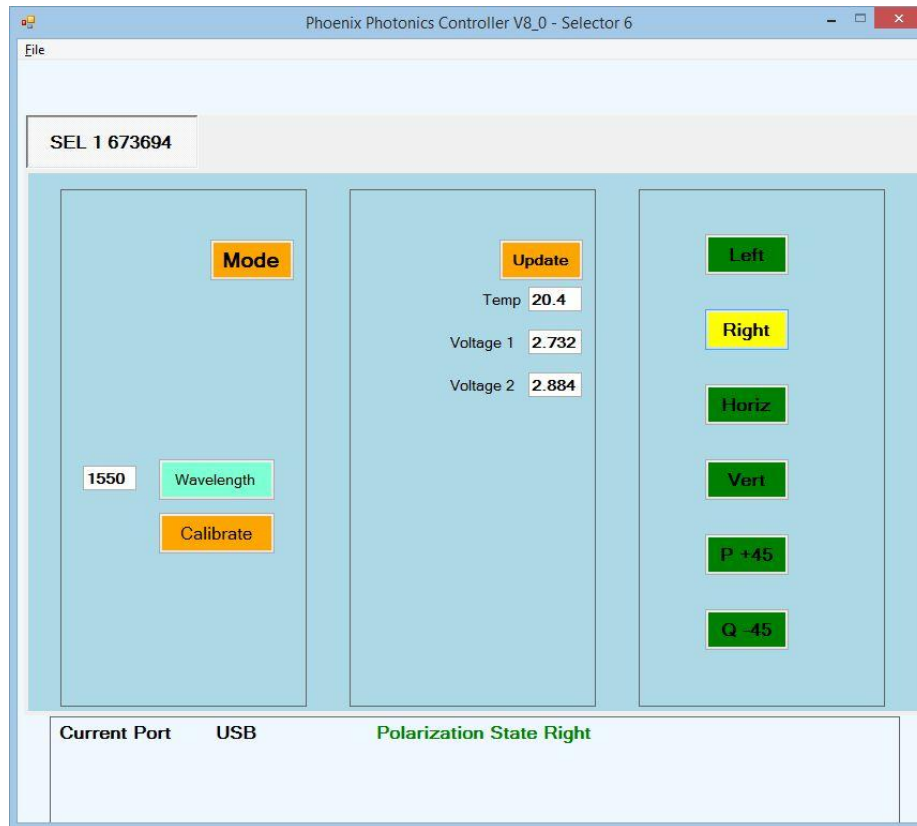 Phoenix Photonics Controller V8_0 - Selector 6
File
SEL 1 673694
Mode
1550 Wavelength
Calibrate
Update
Temp 20.4
Voltage 1 2.732
Voltage 2 2.884
Left
Right
Horiz
Vert
P +45
Q -45
Current Port USB Polarization State Right